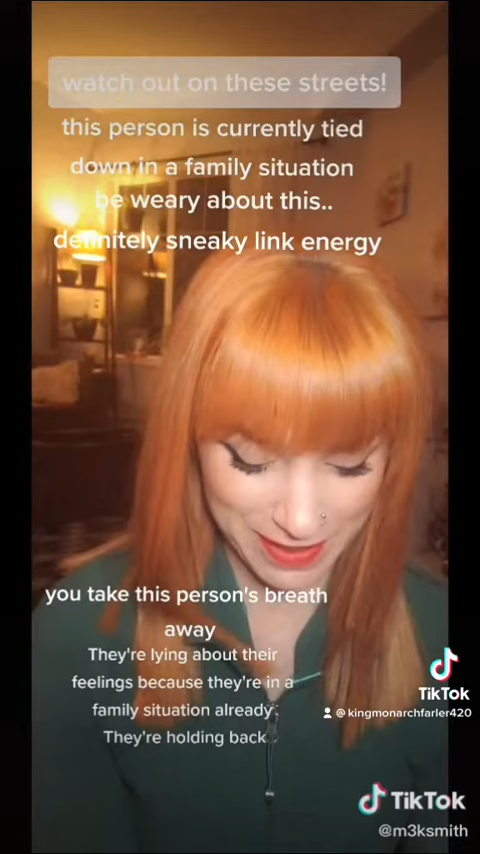 watch out on these streets!
this person is currently tied
down in a family situation
be weary about this..
definitely sneaky link energy
you take this person's breath
away
They're lying about their
feelings because they're in a
family situation already.
They're holding back
TikTok
@kingmonarchfarler420
TikTok
@m3ksmith